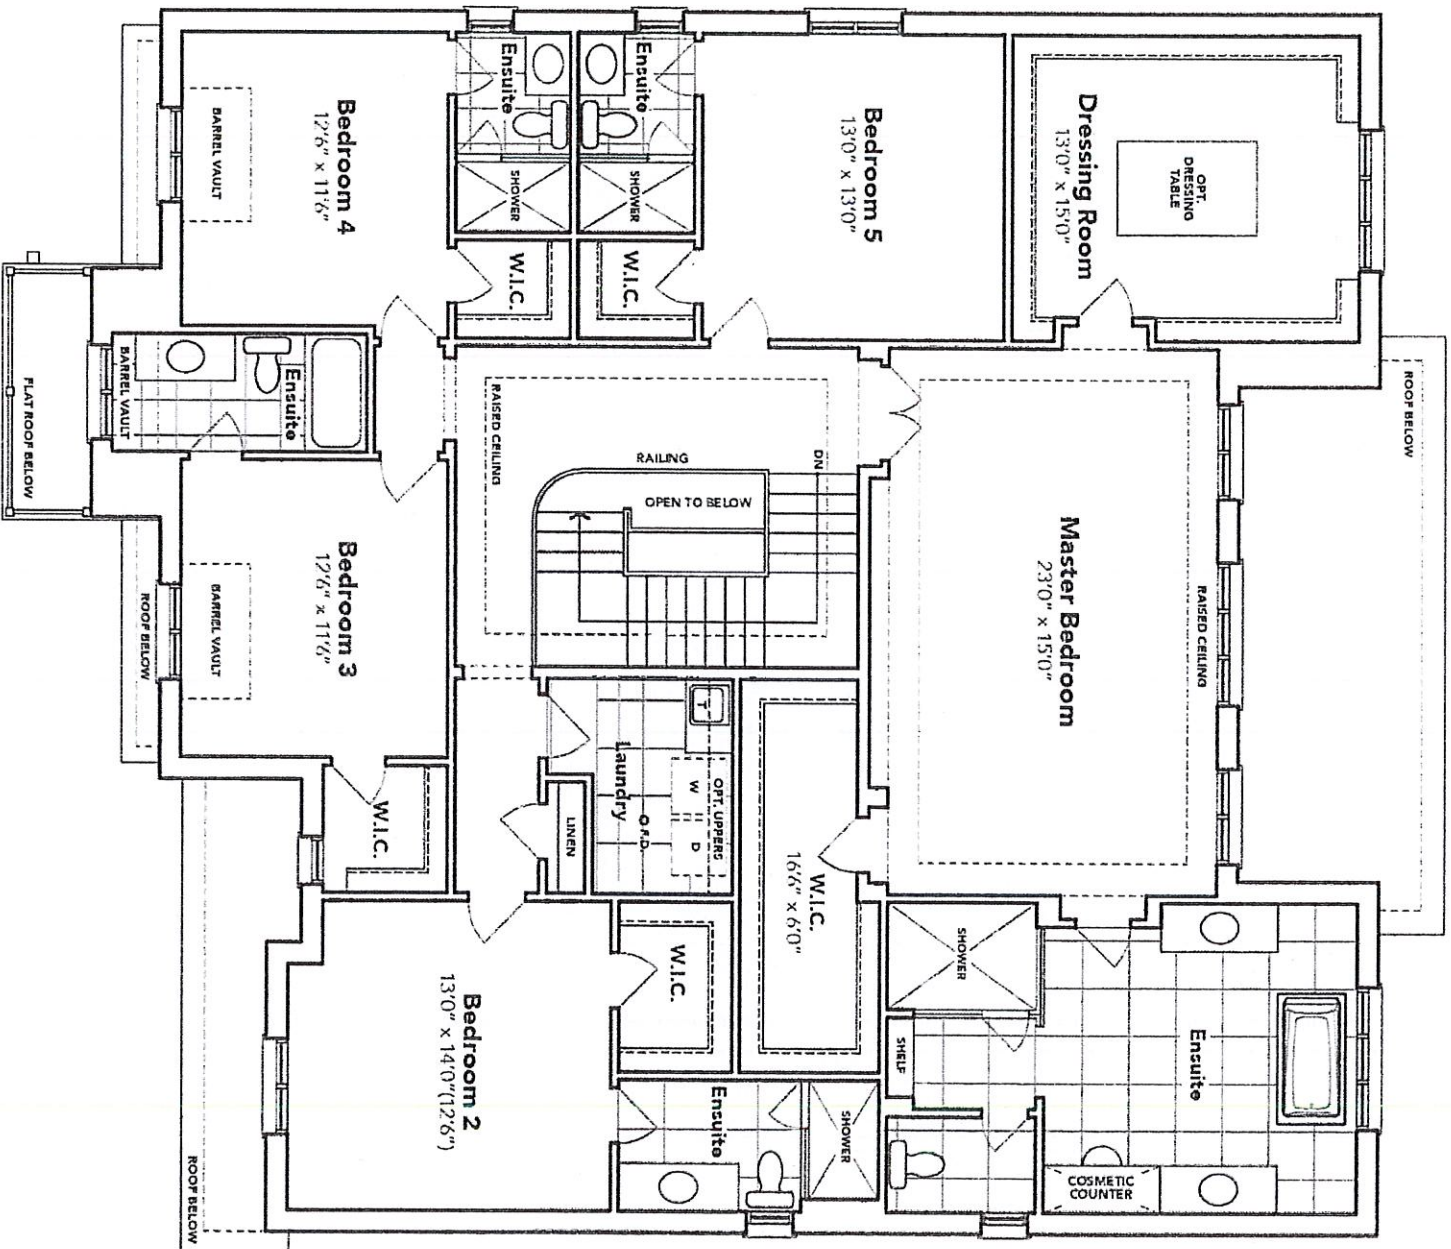 ROOF BELOW
Dressing Room
13'0" x 15'0"
OPT.
DRESSING
TABLE
Master Bedroom
23'0" x 15'0"
RAISED CEILING
Ensuite
SHOWER
SHELF
COSMETIC
COUNTER
Bedroom 5
13'0" x 13'0"
Ensuite
SHOWER
W.I.C.
Ensuite
SHOWER
W.I.C.
DN
RAILING
OPEN TO BELOW
RAISED CEILING
W.I.C.
16'6" x 6'0"
OPT. UPPERS
T
W
D
Laundry
O.F.D.
LINEN
W.I.C.
Ensuite
SHOWER
Bedroom 4
12'6" x 11'6"
BARREL VAULT
Ensuite
BARREL VAULT
FLAT ROOF BELOW
Bedroom 3
12'6" x 11'6"
BARREL VAULT
ROOF BELOW
W.I.C.
Bedroom 2
13'0" x 14'0"(12'6")
ROOF BELOW